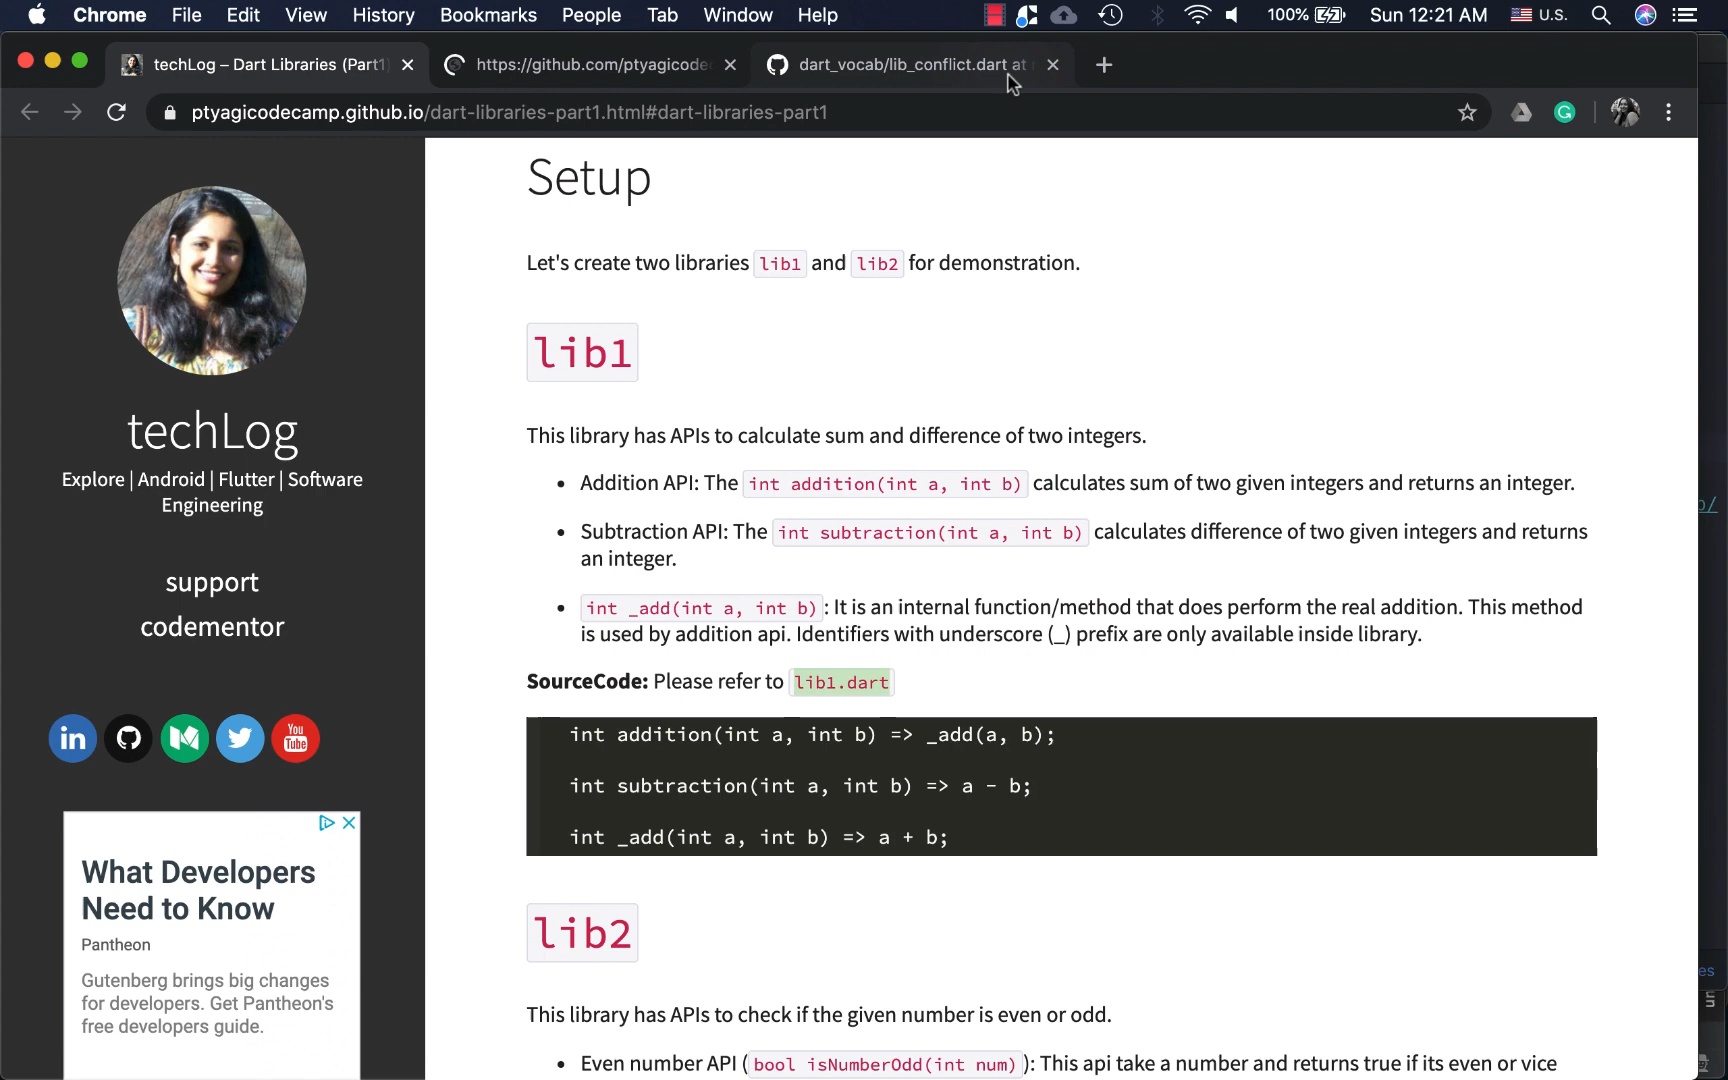 Chrome File Edit View History Bookmarks People Tab Window Help 100% Sun 12:21 AM U.S.
techLog – Dart Libraries (Part1 https://github.com/ptyagicodec dart_vocab/lib_conflict.dart at
ptyagicodecamp.github.io/dart-libraries-part1.html#dart-libraries-part1
techLog
Explore | Android | Flutter | Software
Engineering
support
codementor
in
You
Tube
What Developers
Need to Know
Pantheon
Gutenberg brings big changes
for developers. Get Pantheon's
free developers guide.
Setup
Let's create two libraries lib1 and lib2 for demonstration.
lib1
This library has APIs to calculate sum and difference of two integers.
• Addition API: The int addition(int a, int b) calculates sum of two given integers and returns an integer.
• Subtraction API: The int subtraction(int a, int b) calculates difference of two given integers and returns
an integer.
• int _add(int a, int b) : It is an internal function/method that does perform the real addition. This method
is used by addition api. Identifiers with underscore (_) prefix are only available inside library.
SourceCode: Please refer to lib1.dart
int addition(int a, int b) => _add(a, b);
int subtraction(int a, int b) => a - b;
int _add(int a, int b) => a + b;
lib2
This library has APIs to check if the given number is even or odd.
• Even number API ( bool isNumberOdd(int num) ): This api take a number and returns true if its even or vice